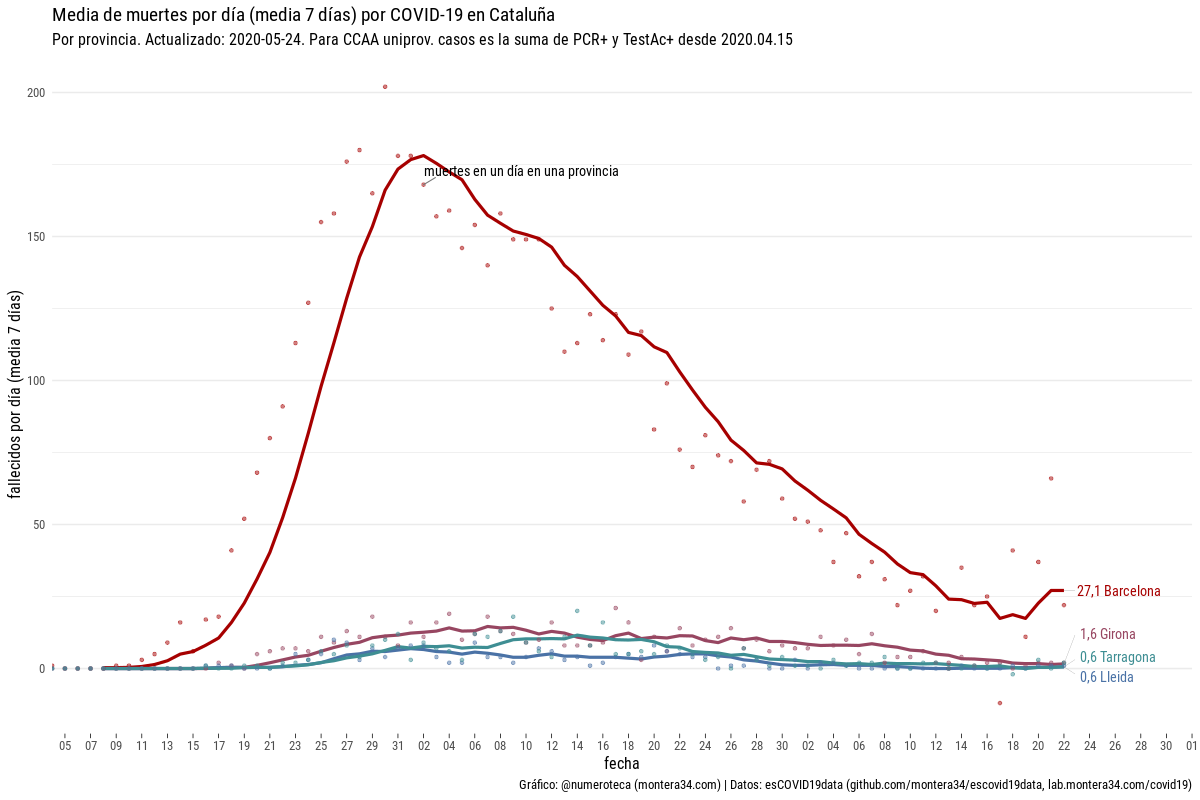 Media de muertes por día (media 7 días) por COVID-19 en Cataluña
Por provincia. Actualizado: 2020-05-24. Para CCAA uniprov. casos es la suma de PCR+ y TestAc+ desde 2020.04.15
fallecidos por día (media 7 días)
200
150
100
50
0
muertes en un día en una provincia
27,1 Barcelona
1,6 Girona
0,6 Tarragona
0,6 Lleida
05 07 09 11 13 15 17 19 21 23 25 27 29 31 02 04 06 08 10 12 14 16 18 20 22 24 26 28 30 02 04 06 08 10 12 14 16 18 20 22 24 26 28 30 01
fecha
Gráfico: @numeroteca (montera34.com) | Datos: esCOVID19data (github.com/montera34/escovid19data, lab.montera34.com/covid19)